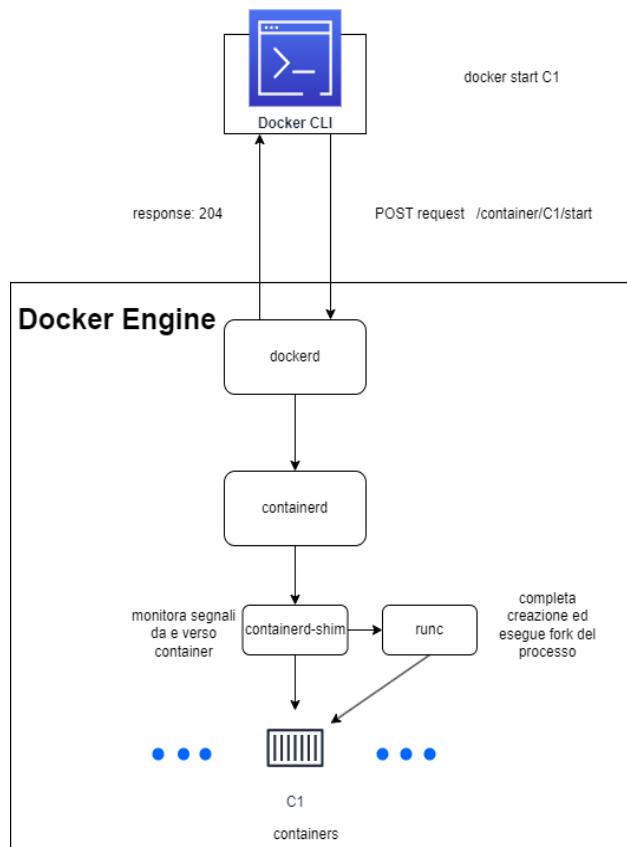 docker start C1
Docker CLI
response: 204
POST request /container/C1/start
Docker Engine
dockerd
containerd
monitora segnali
da e verso
container
containerd-shim
runc
completa
creazione ed
esegue fork del
processo
C1
containers